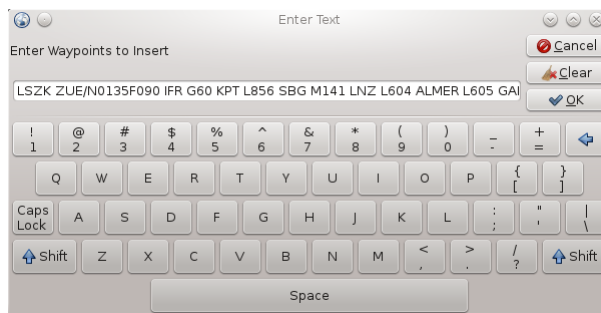 Enter Text
Enter Waypoints to Insert
Cancel
Clear
LSZK ZUE/N0135F090 IFR G60 KPT L856 SBG M141 LNZ L604 ALMER L605 GAI
OK
! @ # $ % ^ & * ( ) _ +
1 2 3 4 5 6 7 8 9 0 - =
Q W E R T Y U I O P { }
[ ]
Caps Lock A S D F G H J K L : " |
; ' \
Shift Z X C V B N M < > / Shift
, . ?
Space